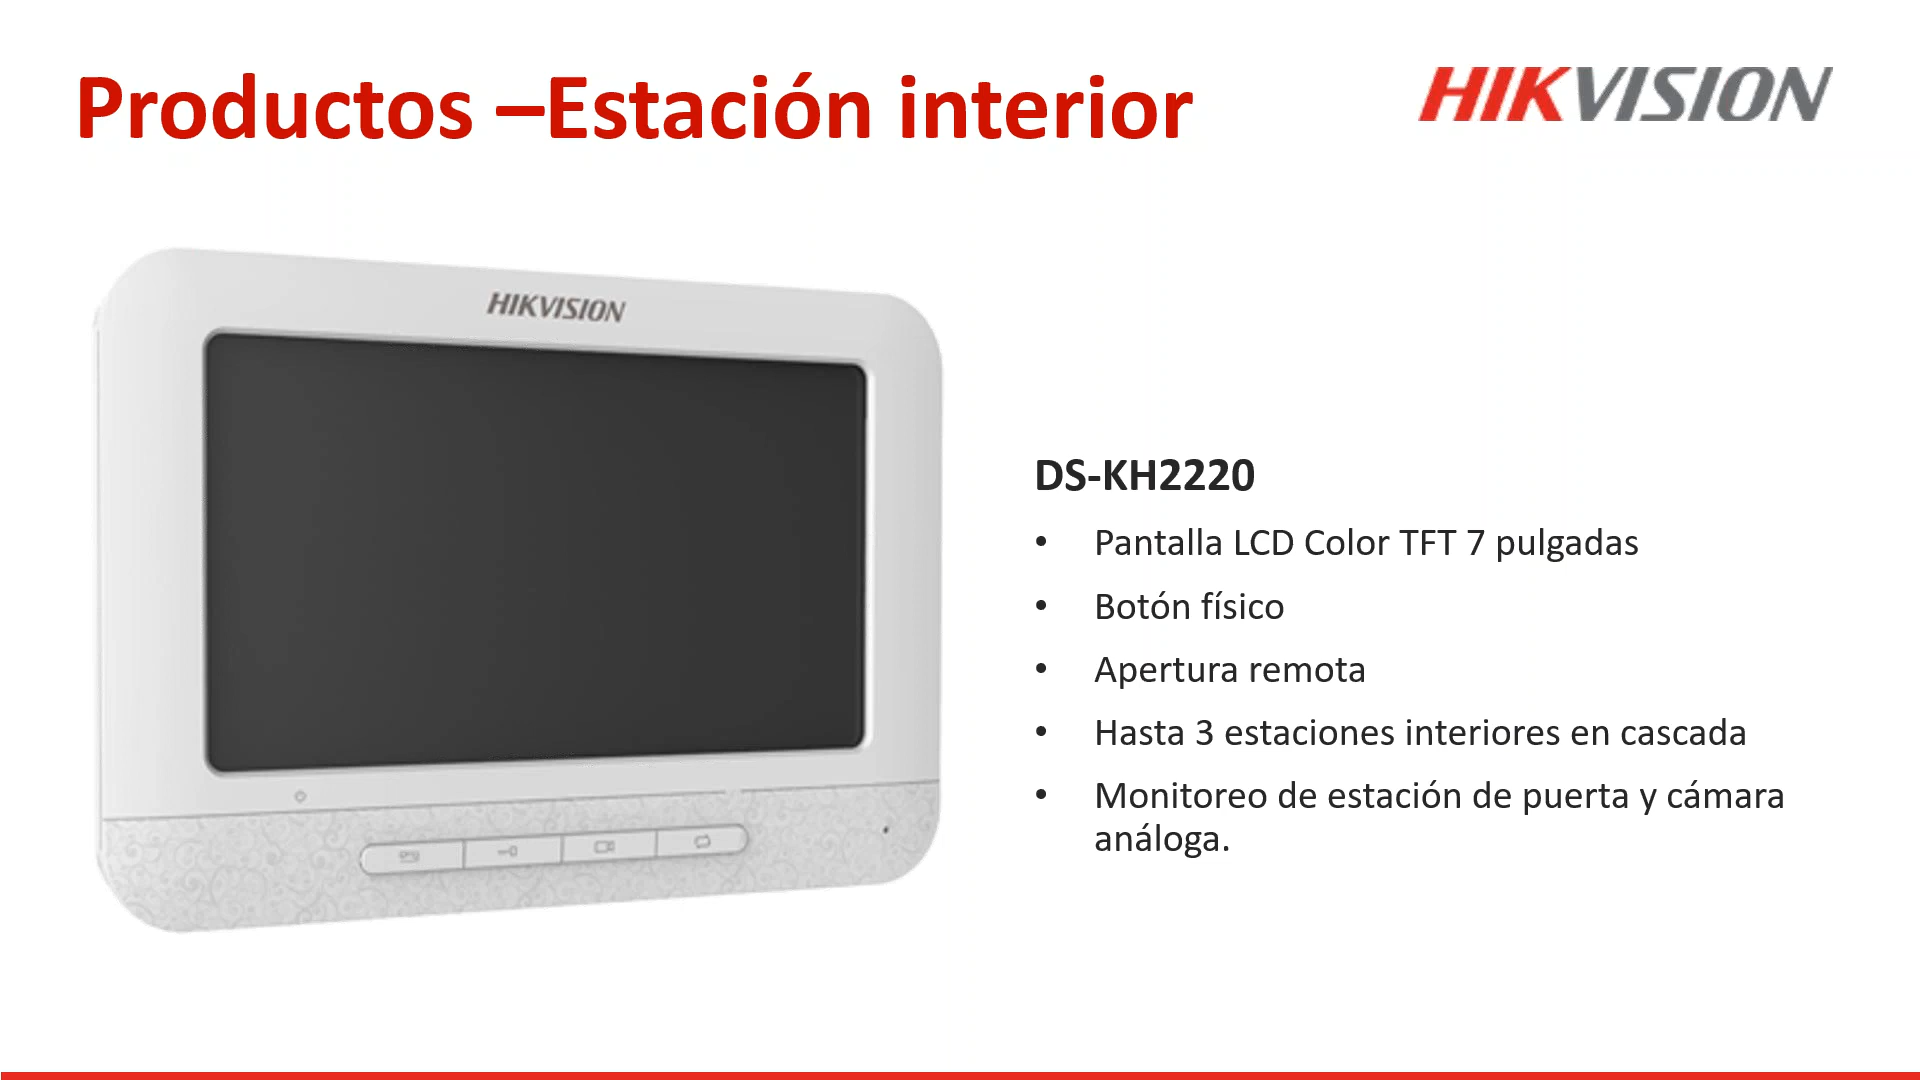 Productos –Estación interior
HIKVISION
HIKVISION
DS-KH2220
• Pantalla LCD Color TFT 7 pulgadas
• Botón físico
• Apertura remota
• Hasta 3 estaciones interiores en cascada
• Monitoreo de estación de puerta y cámara
análoga.